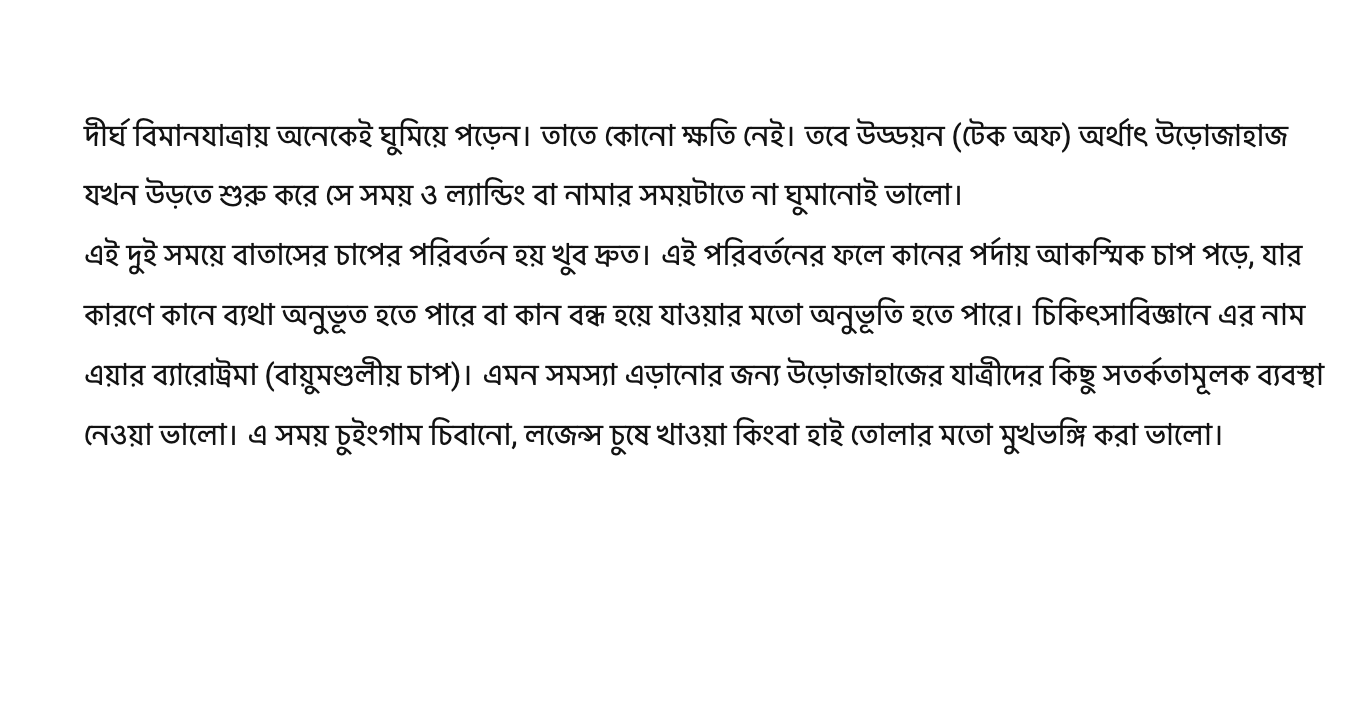 দীর্ঘ বিমানযাত্রায় অনেকেই ঘুমিয়ে পড়েন। তাতে কোনো ক্ষতি নেই। তবে উড্ডয়ন (টেক অফ) অর্থাৎ উড়োজাহাজ
যখন উড়তে শুরু করে সে সময় ও ল্যান্ডিং বা নামার সময়টাতে না ঘুমানোই ভালো।
এই দুই সময়ে বাতাসের চাপের পরিবর্তন হয় খুব দ্রুত। এই পরিবর্তনের ফলে কানের পর্দায় আকস্মিক চাপ পড়ে, যার
কারণে কানে ব্যথা অনুভূত হতে পারে বা কান বন্ধ হয়ে যাওয়ার মতো অনুভূতি হতে পারে। চিকিৎসাবিজ্ঞানে এর নাম
এয়ার ব্যারোট্রমা (বায়ুমণ্ডলীয় চাপ)। এমন সমস্যা এড়ানোর জন্য উড়োজাহাজের যাত্রীদের কিছু সতর্কতামূলক ব্যবস্থা
নেওয়া ভালো। এ সময় চুইংগাম চিবানো, লজেন্স চুষে খাওয়া কিংবা হাই তোলার মতো মুখভঙ্গি করা ভালো।